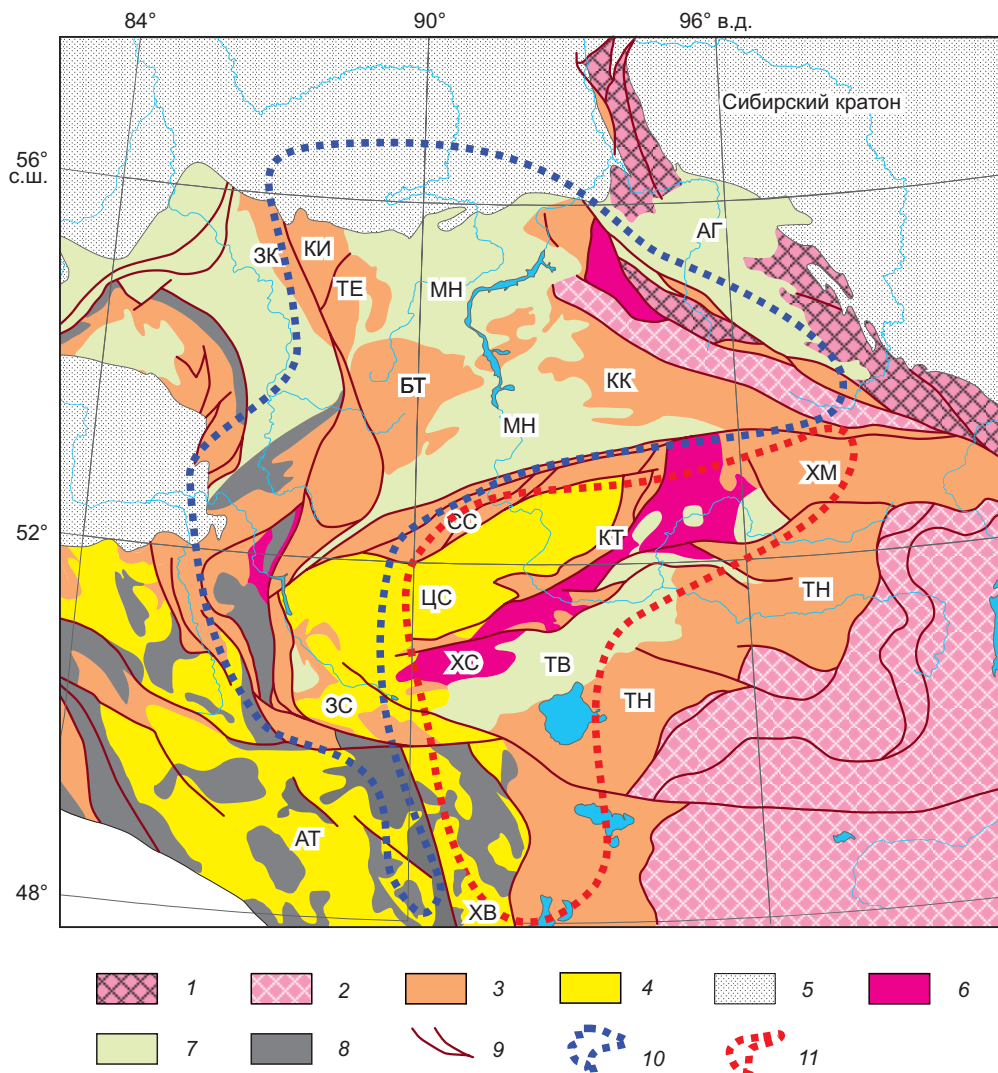 84° 90° 96° в.д.
Сибирский кратон
56°
с.ш.
АГ
ЗК КИ
ТЕ МН
БТ КК
МН
ХМ
52°
СС КТ
ЦС ТН
ХС ТВ
ЗС ТН
АТ
48°
ХВ
1 2 3 4 5 6
7 8 9 10 11